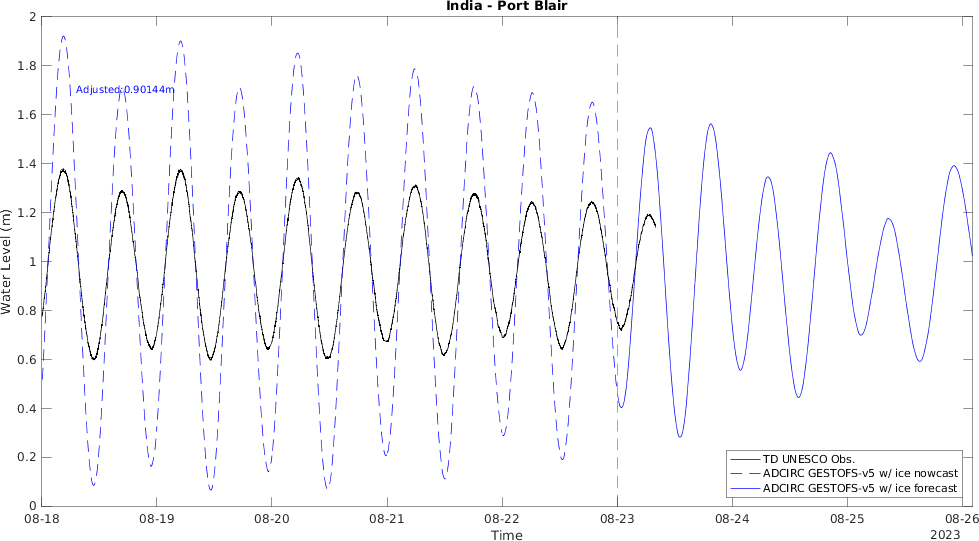 India - Port Blair
2
1.8
1.6
1.4
1.2
1
0.8
0.6
0.4
0.2
0
Water Level (m)
Adjusted:0.90144m
TD UNESCO Obs.
ADCIRC GESTOFS-v5 w/ ice nowcast
ADCIRC GESTOFS-v5 w/ ice forecast
08-18 08-19 08-20 08-21 08-22 08-23 08-24 08-25 08-26
Time
2023